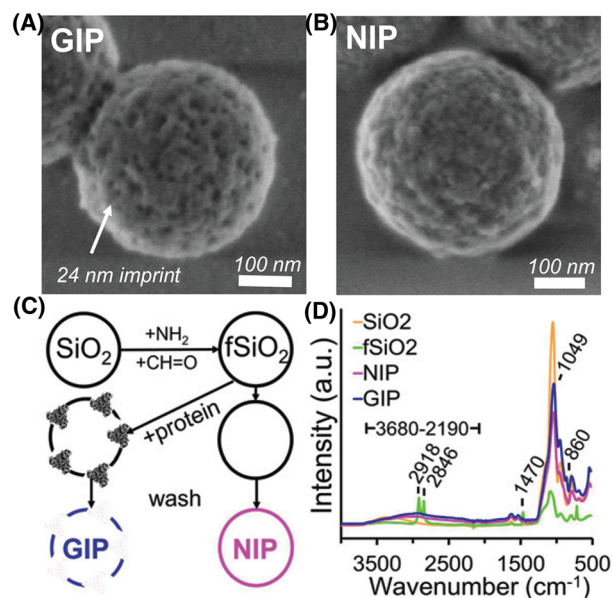 (A)
GIP
24 nm imprint
100 nm
(B)
NIP
100 nm
(C)
SiO₂
+NH₂
+CH=O
fSiO₂
+protein
wash
GIP
NIP
(D)
SiO2
fSiO2
NIP
GIP
3680-2190
2918
2846
1470
1049
860
Intensity (a.u.)
4500 3500 2500 1500 500
Wavenumber (cm⁻¹)